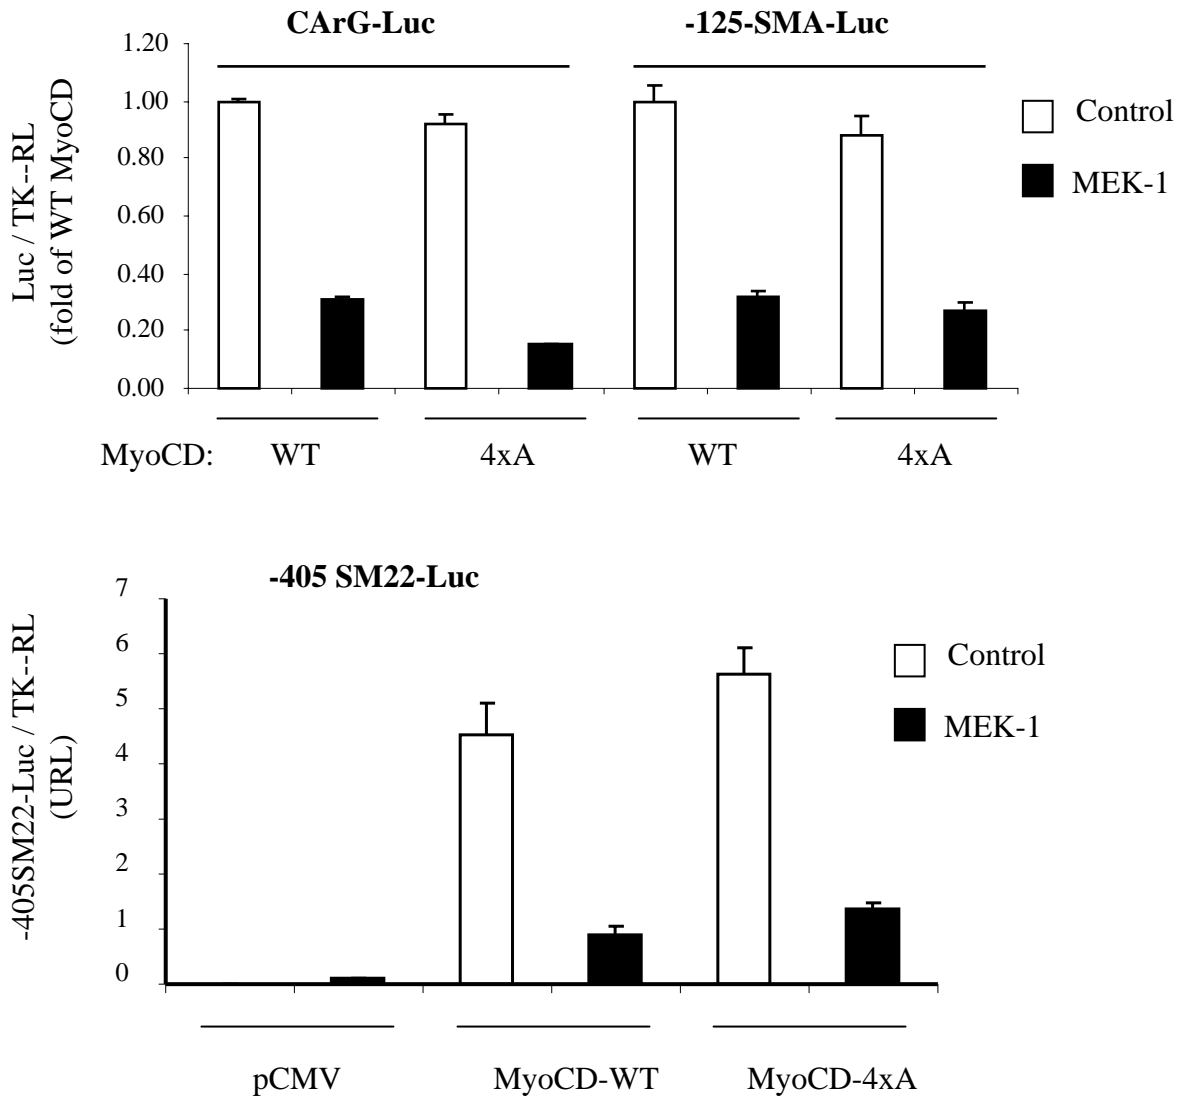 CArG-Luc
-125-SMA-Luc
1.20
1.00
0.80
0.60
0.40
0.20
0.00
Luc / TK--RL
(fold of WT MyoCD
Control
MEK-1
MyoCD:
WT
4xA
WT
4xA
-405 SM22-Luc
7
6
5
4
3
2
1
0
-405SM22-Luc / TK--RL
(URL)
Control
MEK-1
pCMV
MyoCD-WT
MyoCD-4xA